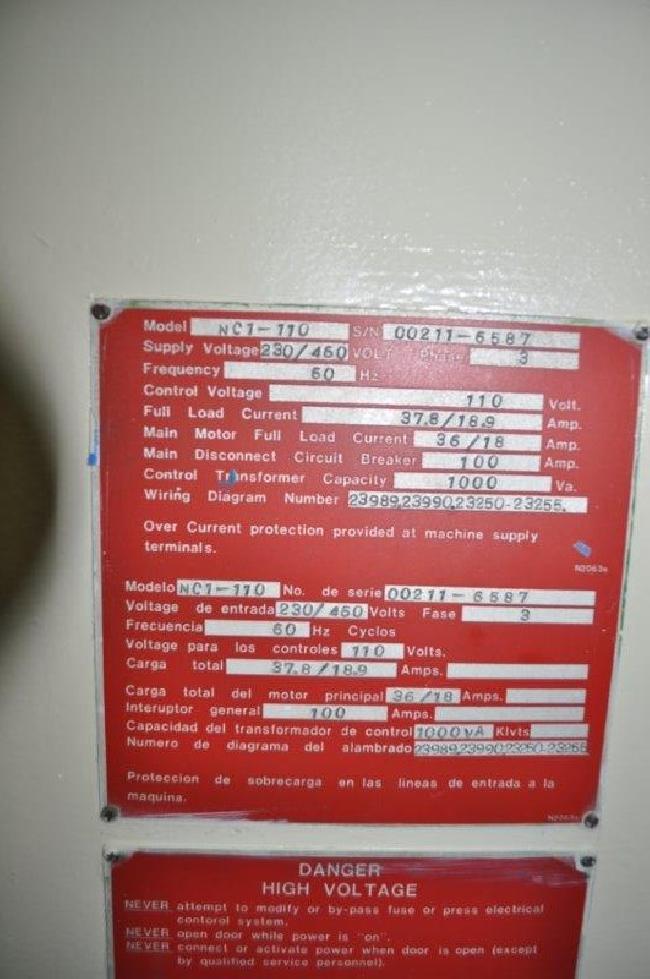 Model NC1-110 S/N 00211-6587
Supply Voltage 230/460 VOLT Phase 3
Frequency 60 Hz
Control Voltage 110 Volt.
Full Load Current 37.8/18.9 Amp.
Main Motor Full Load Current 36/18 Amp.
Main Disconnect Circuit Breaker 100 Amp.
Control Transformer Capacity 1000 Va.
Wiring Diagram Number 23989,23990,23250-23255.
Over Current protection provided at machine supply
terminals.
N2063s
Modelo NC1-110 No. de serie 00211-6587
Voltage de entrada 230/460 Volts Fase 3
Frecuencia 60 Hz Cyclos
Voltage para los controles 110 Volts.
Carga total 37.8/18.9 Amps.
Carga total del motor principal 36/18 Amps.
Interuptor general 100 Amps.
Capacidad del transformador de control 1000VA Klvts
Numero de diagrama del alambrado 23989,23990,23250-23255
Proteccion de sobrecarga en las lineas de entrada a la
maquina.
DANGER
HIGH VOLTAGE
NEVER attempt to modify or by-pass fuse or press electrical
contorol system.
NEVER open door while power is "on".
NEVER connect or activate power when door is open (except
by qualified service personnel).